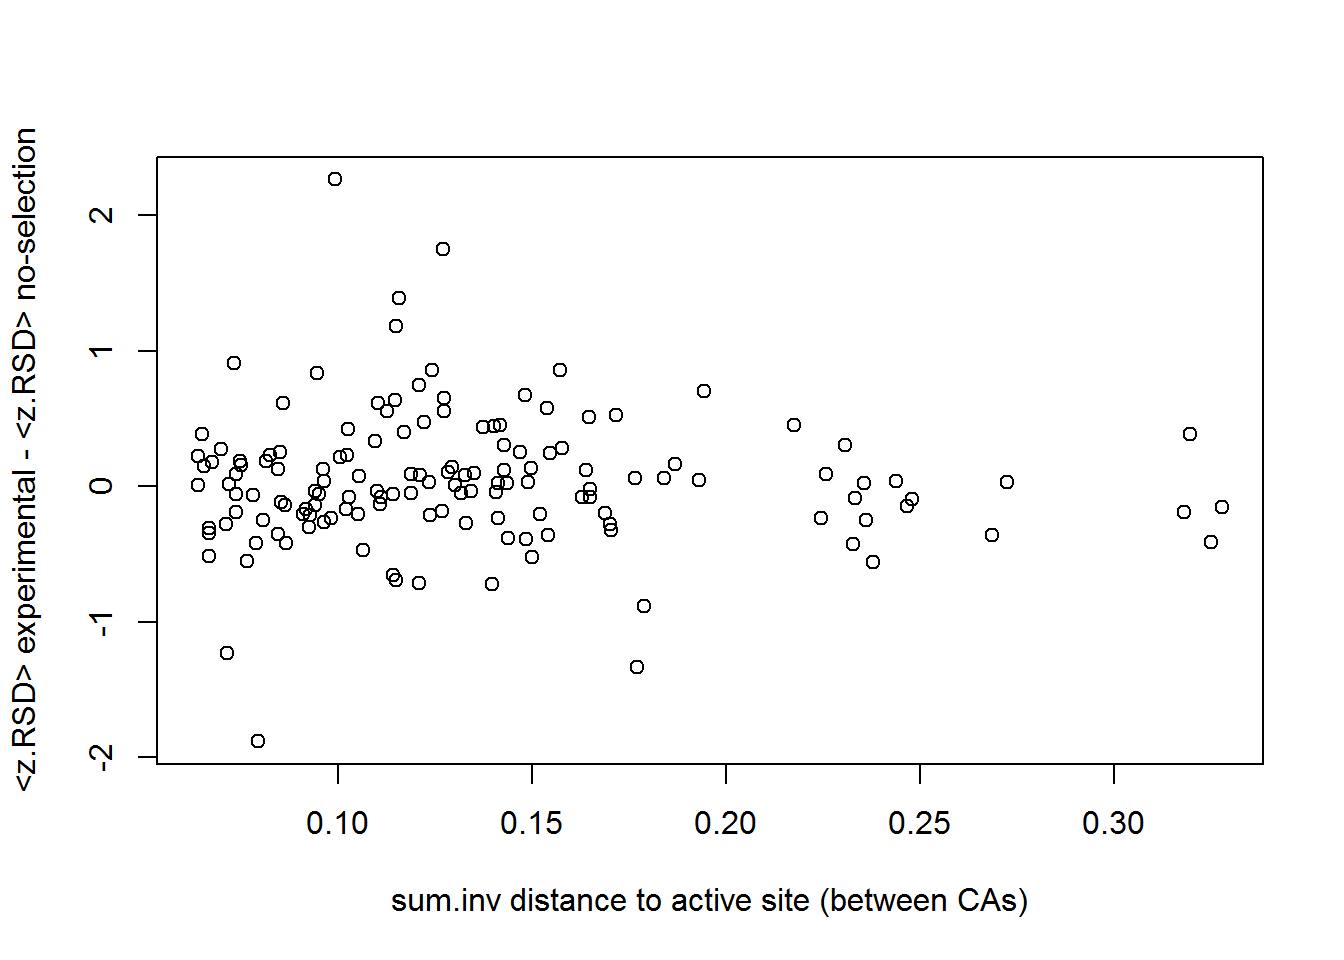 <z.RSD> experimental - <z.RSD> no-selection
2
1
0
-1
-2
0.10 0.15 0.20 0.25 0.30
sum.inv distance to active site (between CAs)